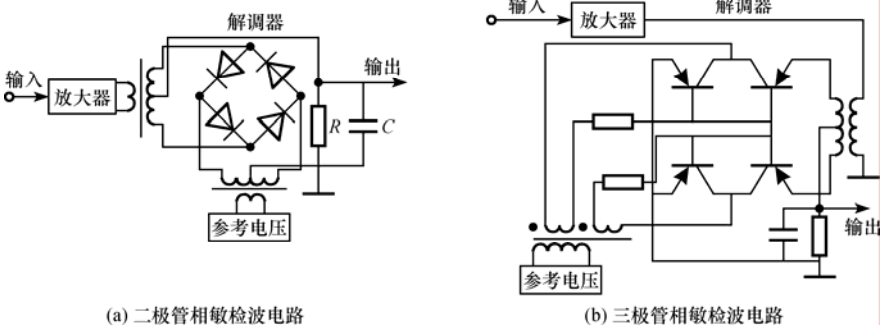 解调器
输入
放大器
输出
R
C
参考电压
(a) 二极管相敏检波电路
输入
放大器
解调器
输出
参考电压
(b) 三极管相敏检波电路